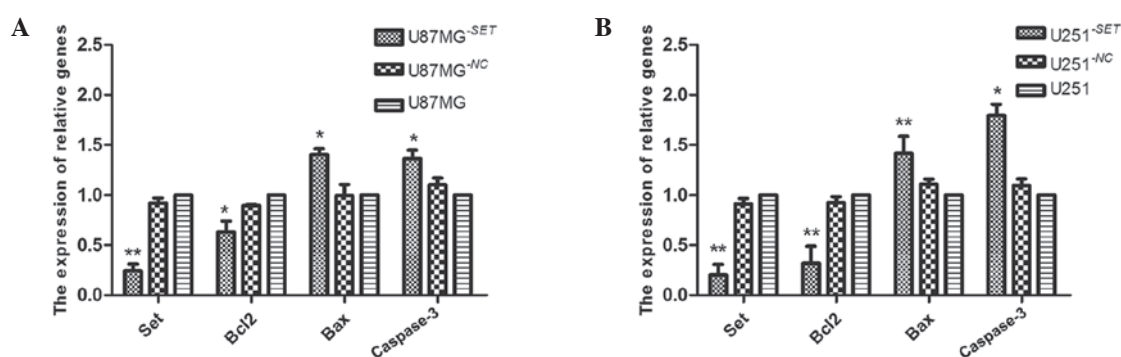 A
The expression of relative genes
2.5
2.0
1.5
1.0
0.5
0.0
U87MG-SET
U87MG-NC
U87MG
**
*
*
*
Set
Bcl2
Bax
Caspase-3
B
The expression of relative genes
2.5
2.0
1.5
1.0
0.5
0.0
U251-SET
U251-NC
U251
**
**
**
*
Set
Bcl2
Bax
Caspase-3